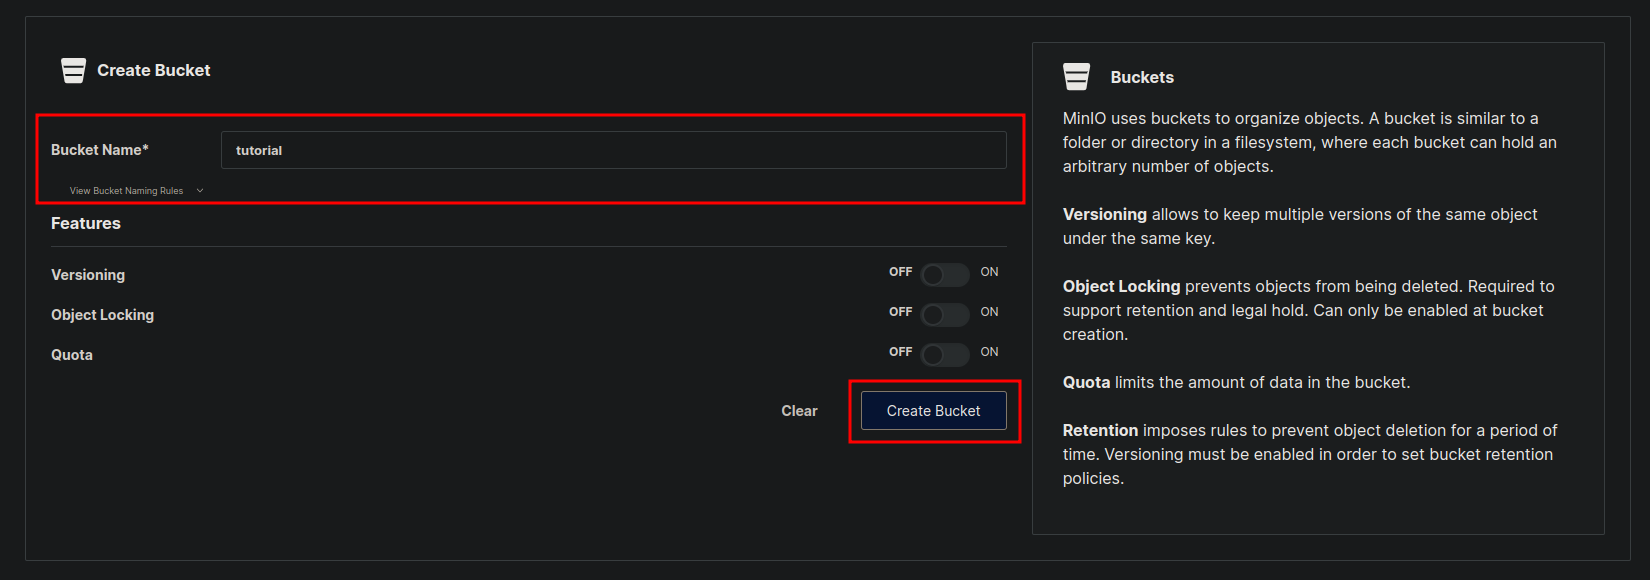 Create Bucket
Bucket Name*
tutorial
View Bucket Naming Rules
Features
Versioning
OFF ON
Object Locking
OFF ON
Quota
OFF ON
Clear
Create Bucket
Buckets
MinIO uses buckets to organize objects. A bucket is similar to a
folder or directory in a filesystem, where each bucket can hold an
arbitrary number of objects.
Versioning allows to keep multiple versions of the same object
under the same key.
Object Locking prevents objects from being deleted. Required to
support retention and legal hold. Can only be enabled at bucket
creation.
Quota limits the amount of data in the bucket.
Retention imposes rules to prevent object deletion for a period of
time. Versioning must be enabled in order to set bucket retention
policies.